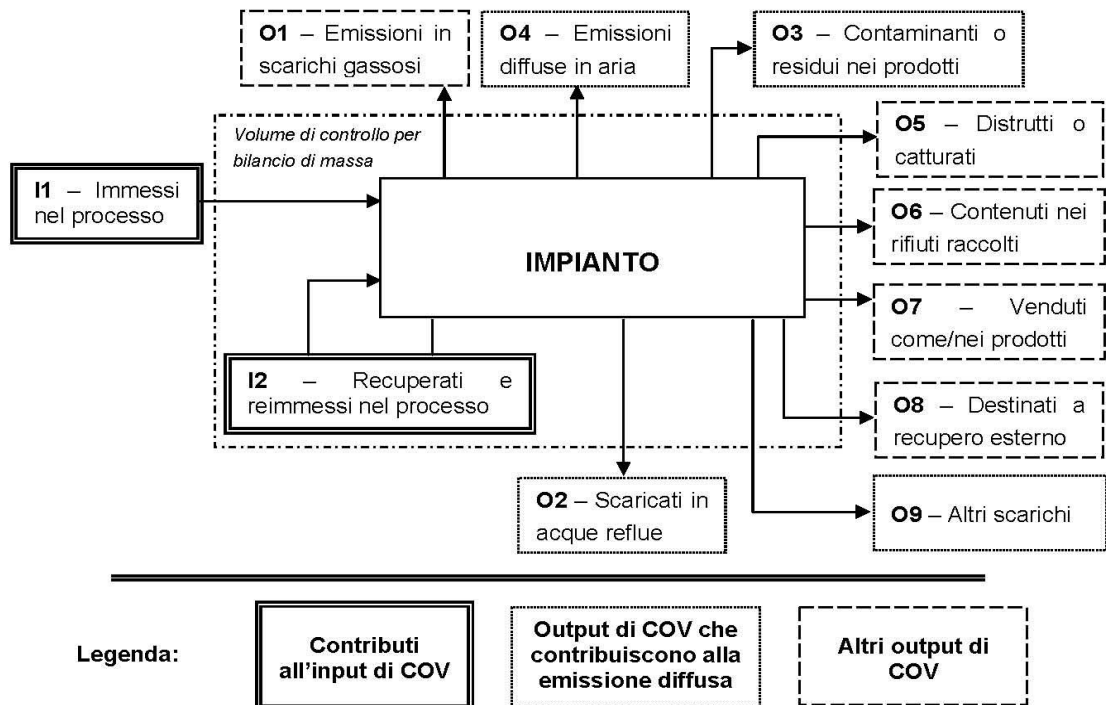 O1 – Emissioni in
scarichi gassosi
O4 – Emissioni
diffuse in aria
O3 – Contaminanti o
residui nei prodotti
Volume di controllo per
bilancio di massa
O5 – Distrutti o
catturati
I1 – Immessi
nel processo
O6 – Contenuti nei
rifiuti raccolti
IMPIANTO
O7 – Venduti
come/nei prodotti
I2 – Recuperati e
reimmessi nel processo
O8 – Destinati a
recupero esterno
O2 – Scaricati in
acque reflue
O9 – Altri scarichi
Legenda:
Contributi
all'input di COV
Output di COV che
contribuiscono alla
emissione diffusa
Altri output di
COV